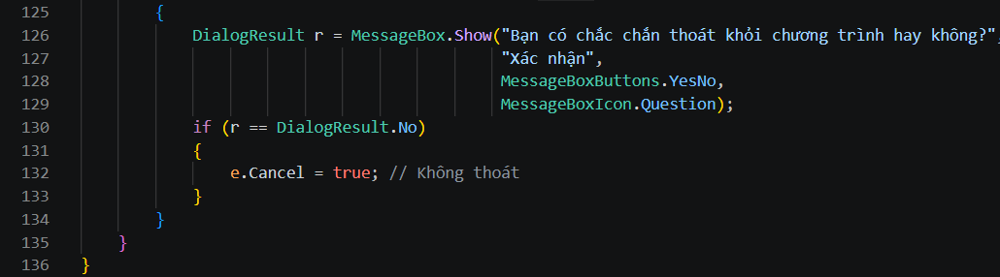 125 {
126 DialogResult r = MessageBox.Show("Bạn có chắc chắn thoát khỏi chương trình hay không?",
127 "Xác nhận",
128 MessageBoxButtons.YesNo,
129 MessageBoxIcon.Question);
130 if (r == DialogResult.No)
131 {
132 e.Cancel = true; // Không thoát
133 }
134 }
135 }
136 }